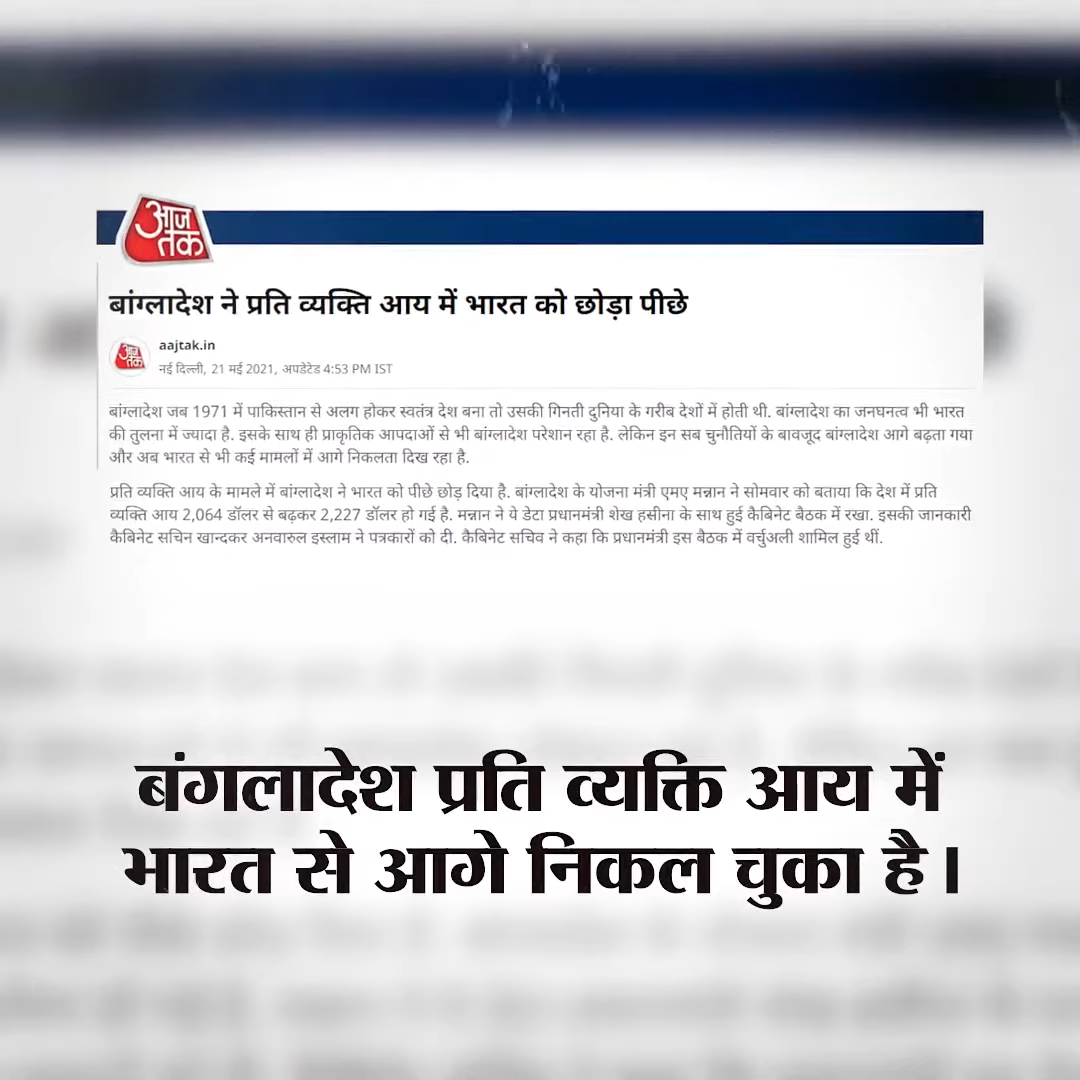 आज
तक
बांग्लादेश ने प्रति व्यक्ति आय में भारत को छोड़ा पीछे
आज
तक
aajtak.in
नई दिल्ली, 21 मई 2021, अपडेटेड 4:53 PM IST
बांग्लादेश जब 1971 में पाकिस्तान से अलग होकर स्वतंत्र देश बना तो उसकी गिनती दुनिया के गरीब देशों में होती थी. बांग्लादेश का जनघनत्व भी भारत
की तुलना में ज्यादा है. इसके साथ ही प्राकृतिक आपदाओं से भी बांग्लादेश परेशान रहा है. लेकिन इन सब चुनौतियों के बावजूद बांग्लादेश आगे बढ़ता गया
और अब भारत से भी कई मामलों में आगे निकलता दिख रहा है.
प्रति व्यक्ति आय के मामले में बांग्लादेश ने भारत को पीछे छोड़ दिया है. बांग्लादेश के योजना मंत्री एमए मन्नान ने सोमवार को बताया कि देश में प्रति
व्यक्ति आय 2,064 डॉलर से बढ़कर 2,227 डॉलर हो गई है. मन्नान ने ये डेटा प्रधानमंत्री शेख हसीना के साथ हुई कैबिनेट बैठक में रखा. इसकी जानकारी
कैबिनेट सचिन खान्दकर अनवारुल इस्लाम ने पत्रकारों को दी. कैबिनेट सचिव ने कहा कि प्रधानमंत्री इस बैठक में वर्चुअली शामिल हुई थीं.
बंगलादेश प्रति व्यक्ति आय में
भारत से आगे निकल चुका है।